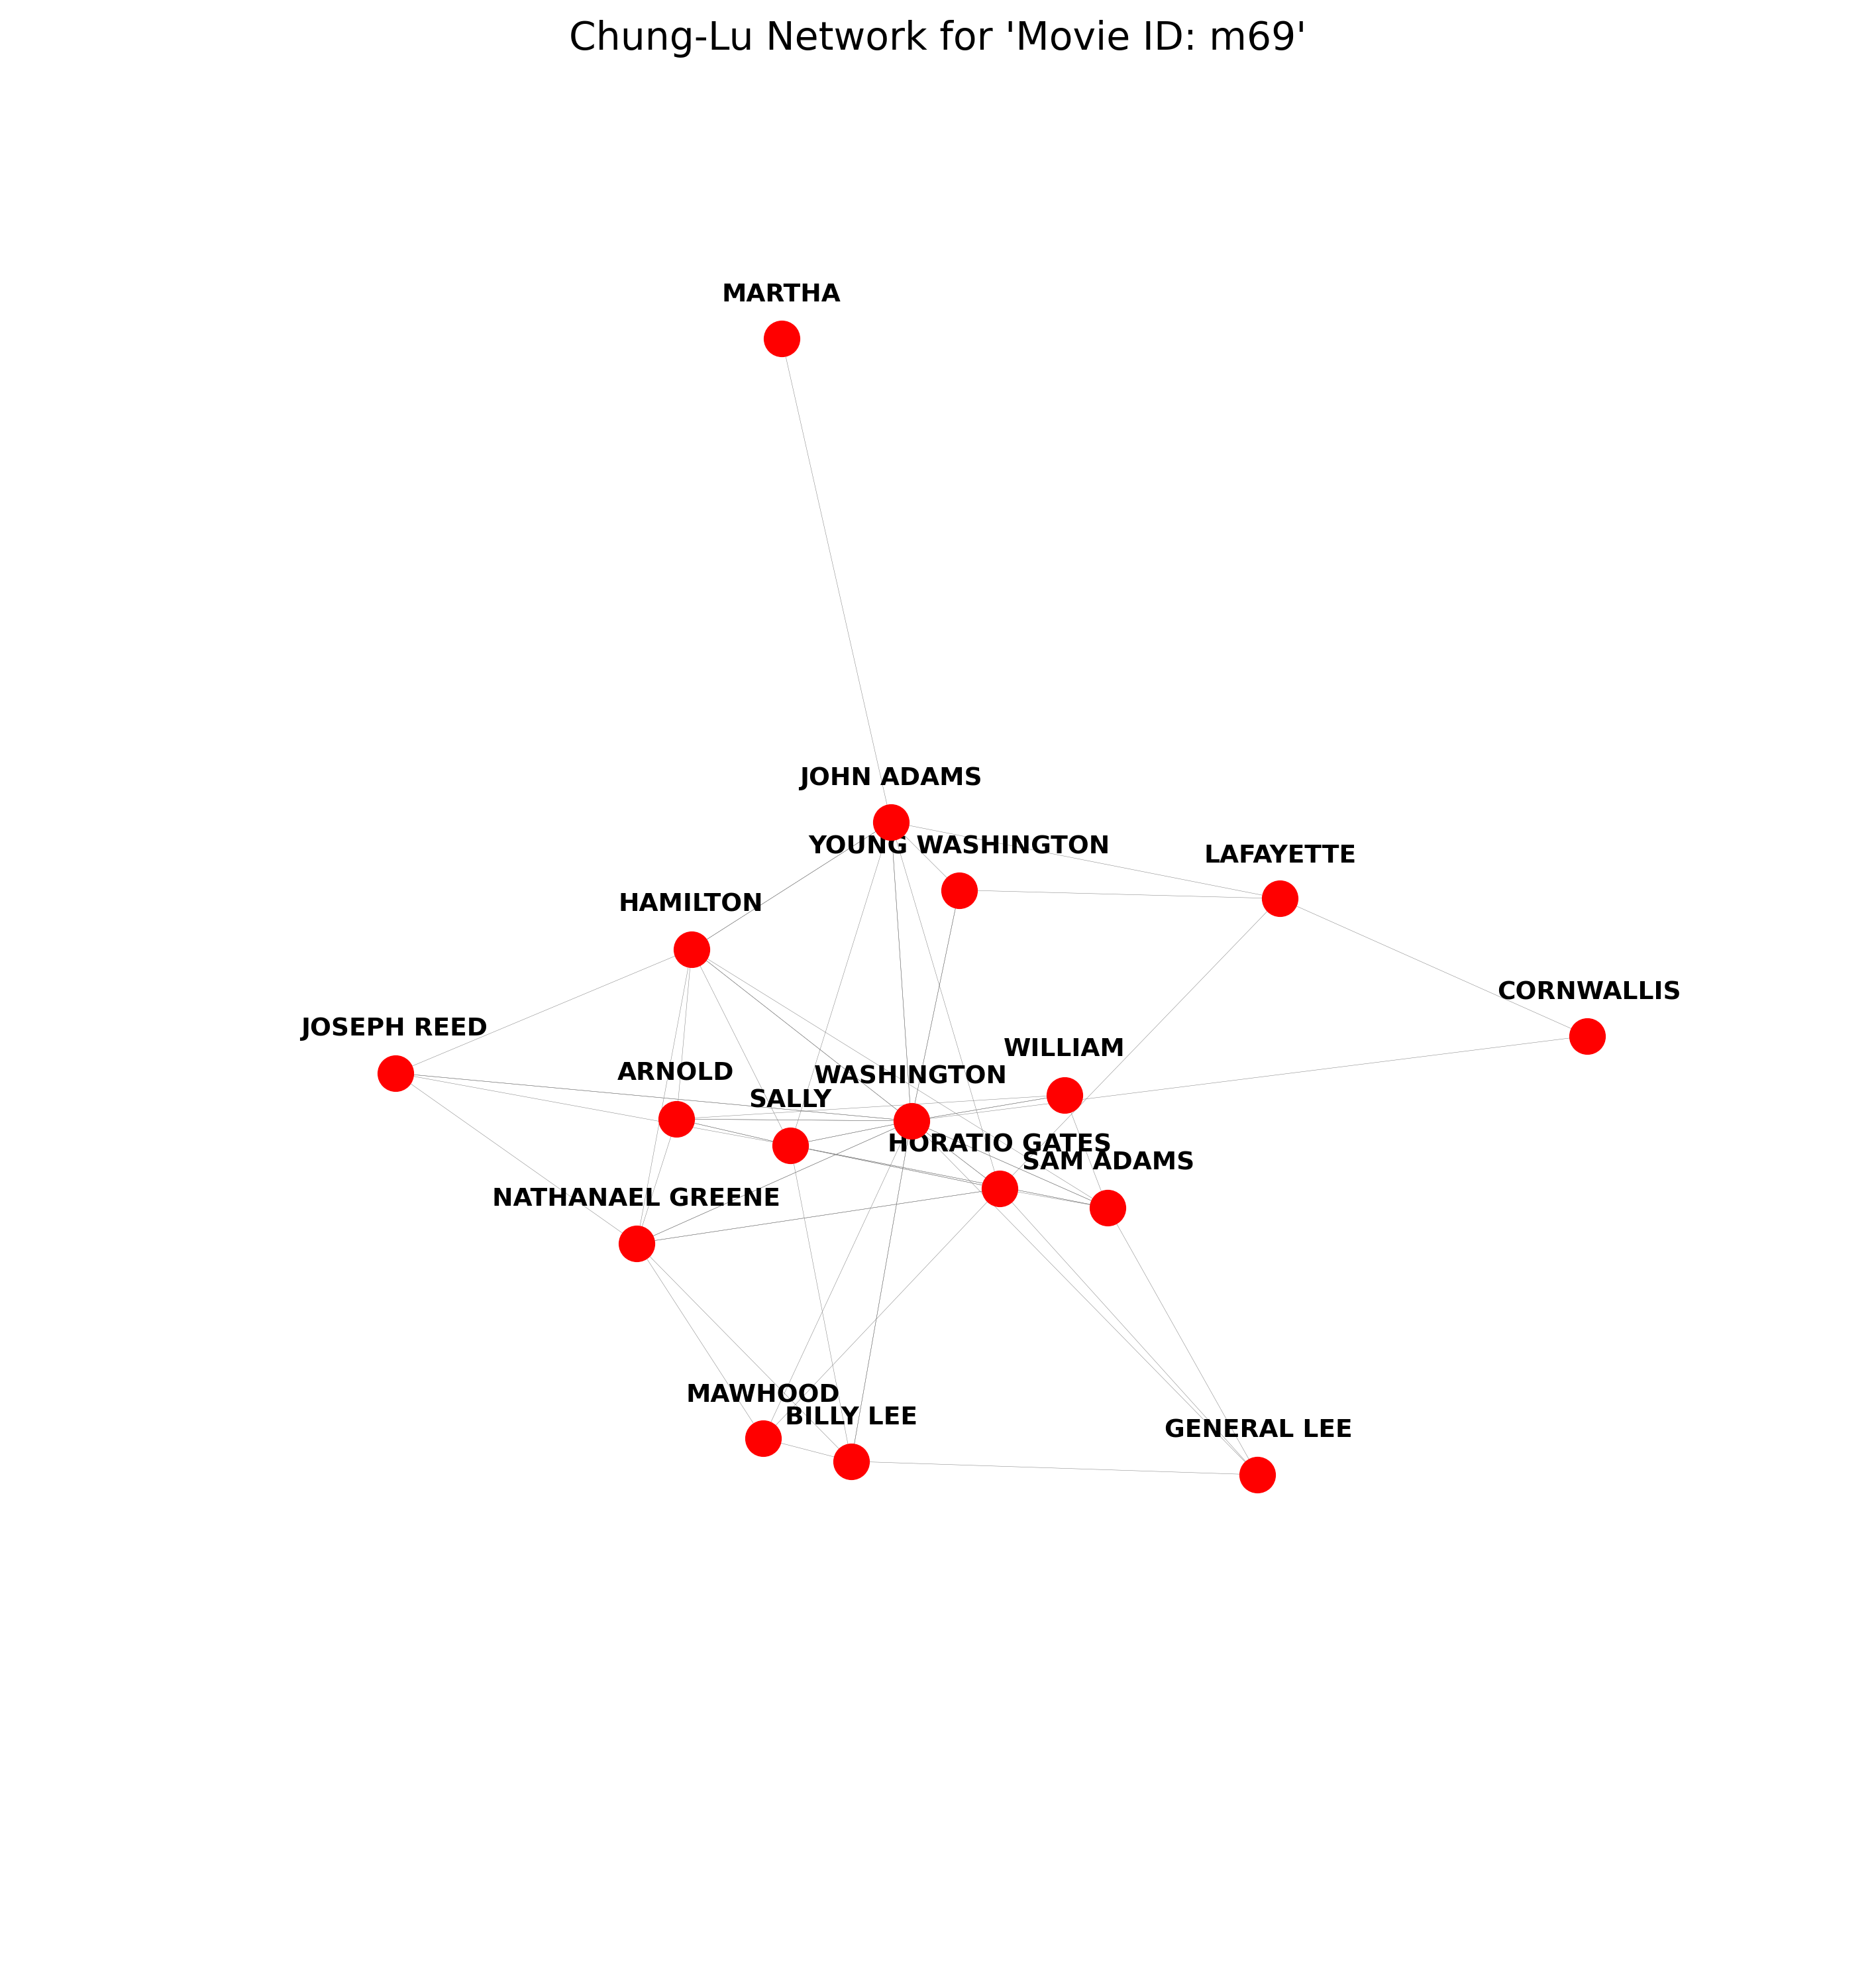 Chung-Lu Network for 'Movie ID: m69'
MARTHA
JOHN ADAMS
YOUNG WASHINGTON
LAFAYETTE
HAMILTON
CORNWALLIS
JOSEPH REED
WILLIAM
ARNOLD
WASHINGTON
SALLY
HORATIO GATES
SAM ADAMS
NATHANAEL GREENE
MAWHOOD
BILLY LEE
GENERAL LEE